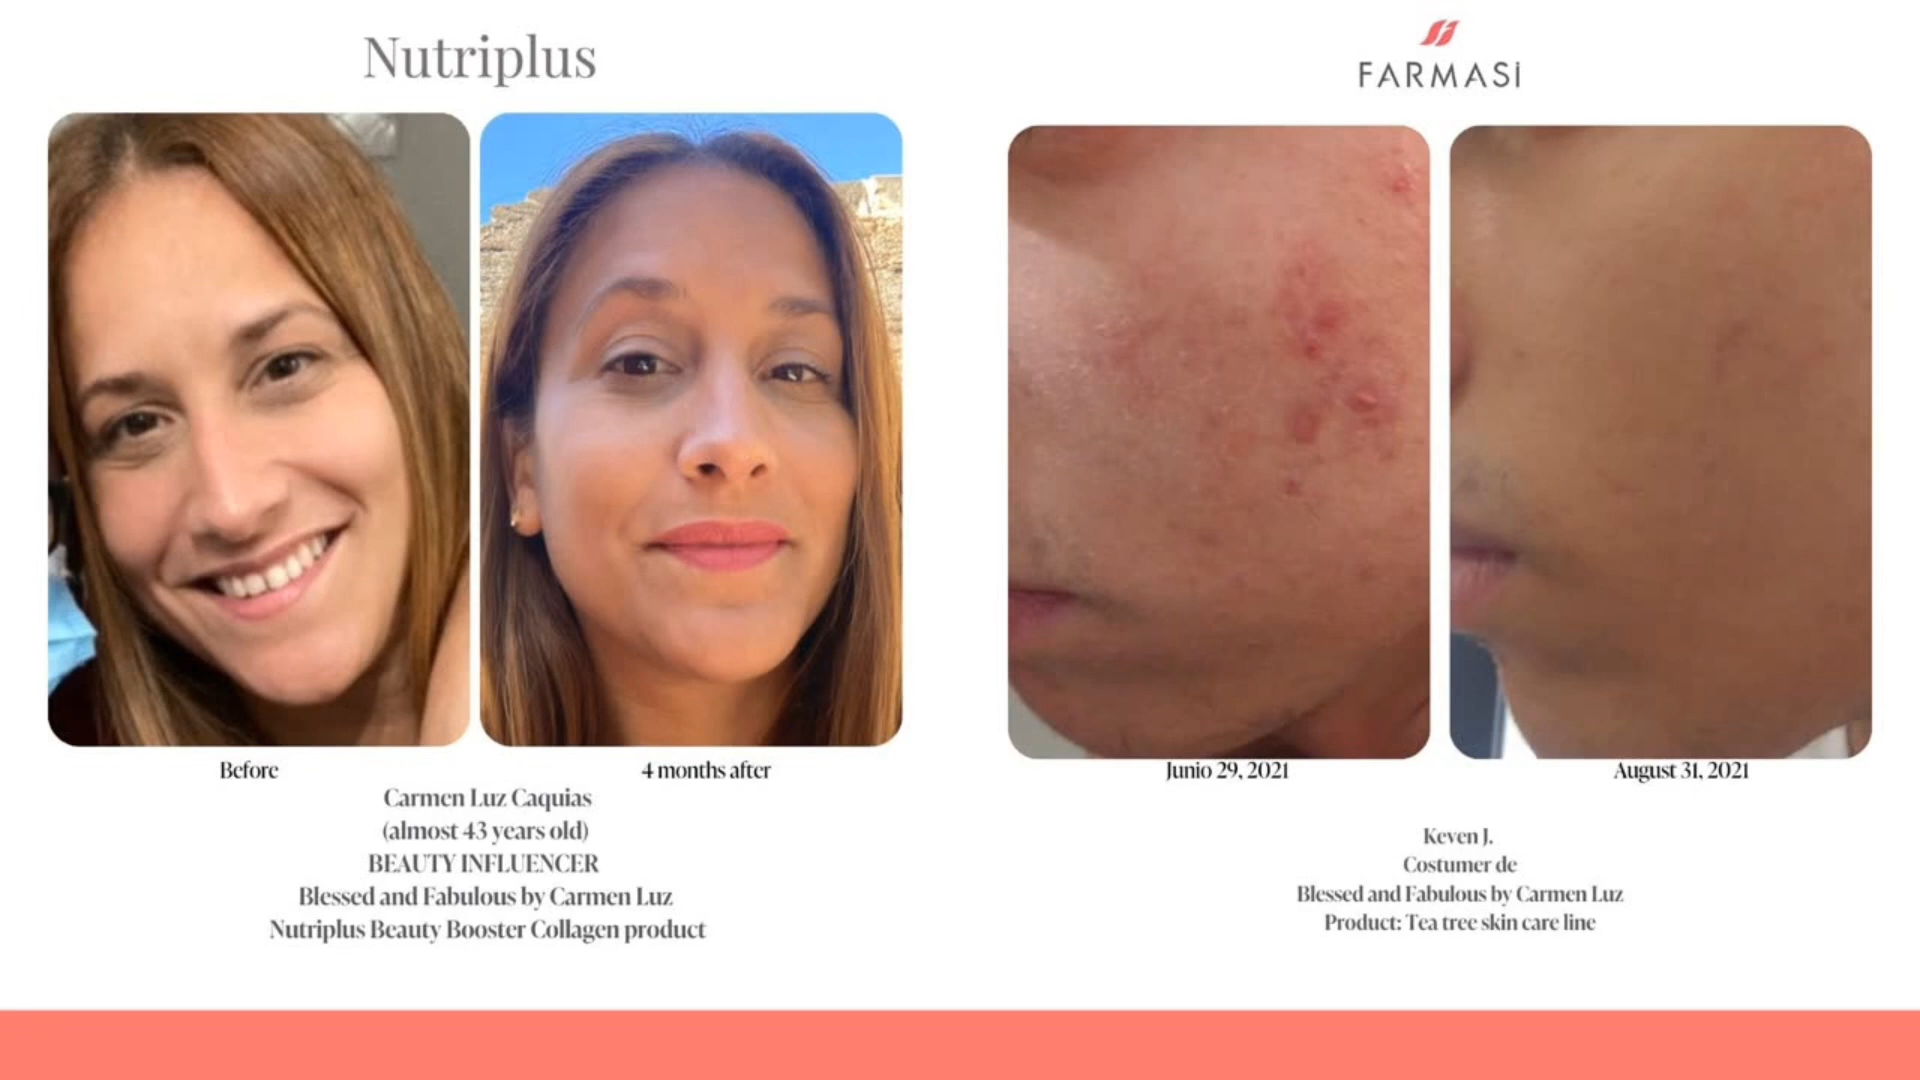 Nutriplus
Before
4 months after
Carmen Luz Caquias
(almost 43 years old)
BEAUTY INFLUENCER
Blessed and Fabulous by Carmen Luz
Nutriplus Beauty Booster Collagen product
FARMASi
Junio 29, 2021
August 31, 2021
Keven J.
Costumer de
Blessed and Fabulous by Carmen Luz
Product: Tea tree skin care line